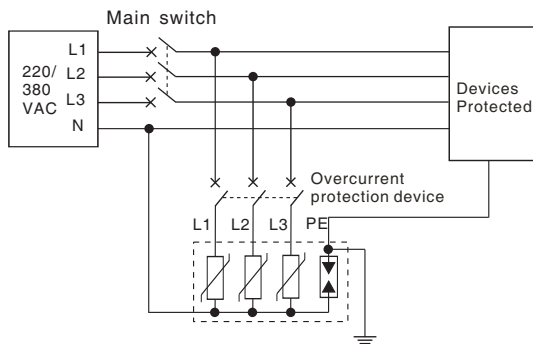 Main switch
L1
L2
L3
N
220/
380
VAC
Devices
Protected
Overcurrent
protection device
L1
L2
L3
PE